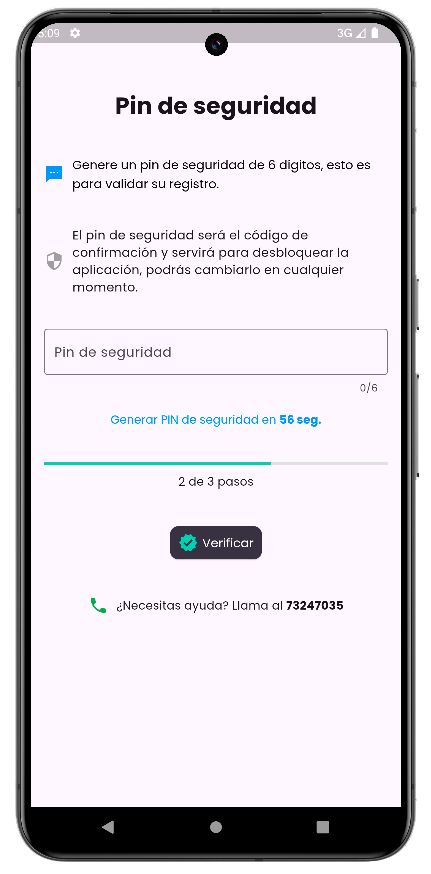 :09
3G
Pin de seguridad
Genere un pin de seguridad de 6 digitos, esto es
para validar su registro.
El pin de seguridad será el código de
confirmación y servirá para desbloquear la
aplicación, podrás cambiarlo en cualquier
momento.
Pin de seguridad
0/6
Generar PIN de seguridad en 56 seg.
2 de 3 pasos
Verificar
¿Necesitas ayuda? Llama al 73247035